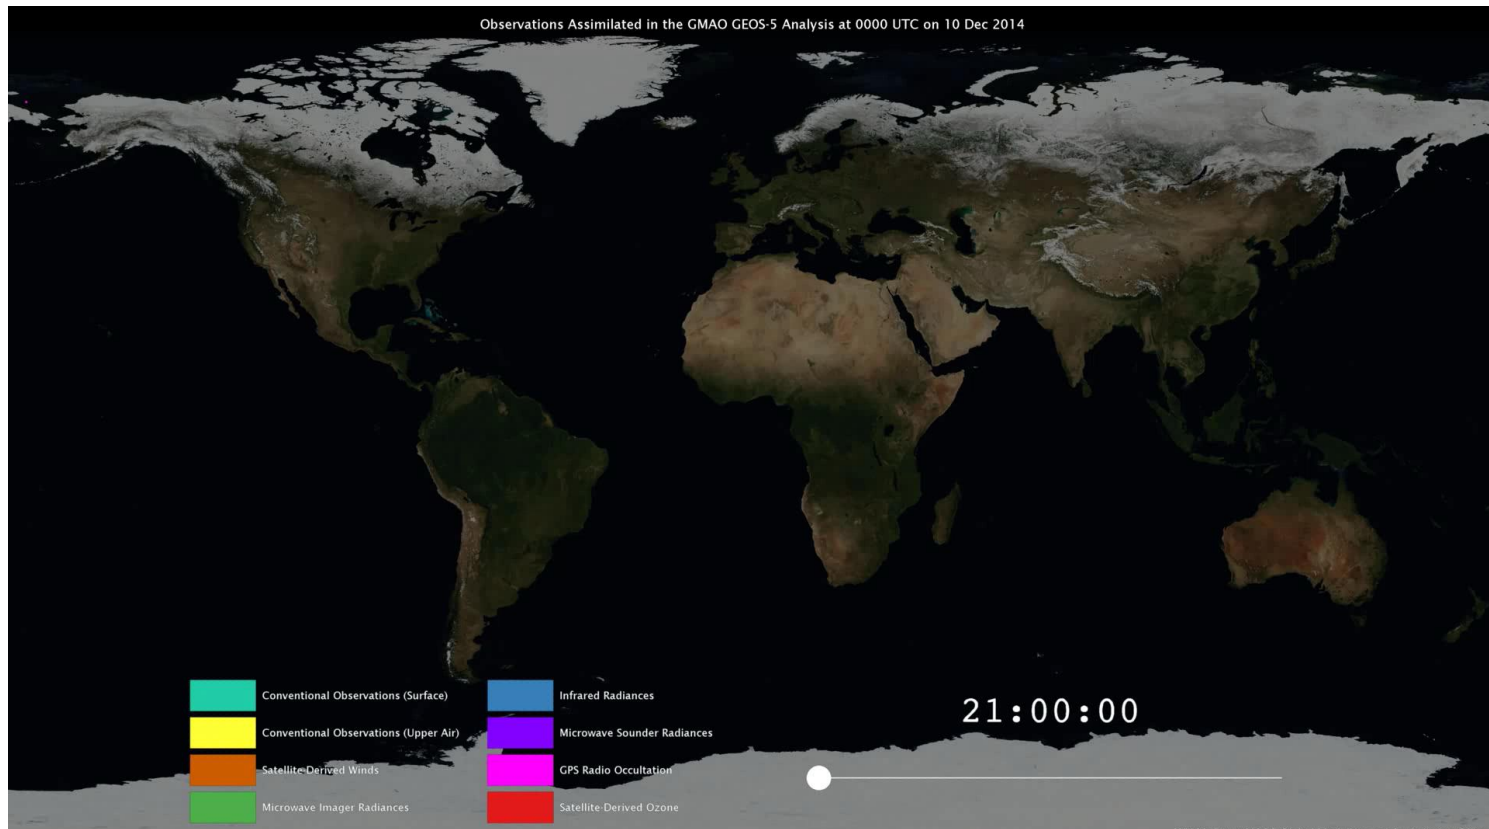 Observations Assimilated in the GMAO GEOS-5 Analysis at 0000 UTC on 10 Dec 2014
Conventional Observations (Surface)
Conventional Observations (Upper Air)
Satellite-Derived Winds
Microwave Imager Radiances
Infrared Radiances
Microwave Sounder Radiances
GPS Radio Occultation
Satellite-Derived Ozone
21:00:00